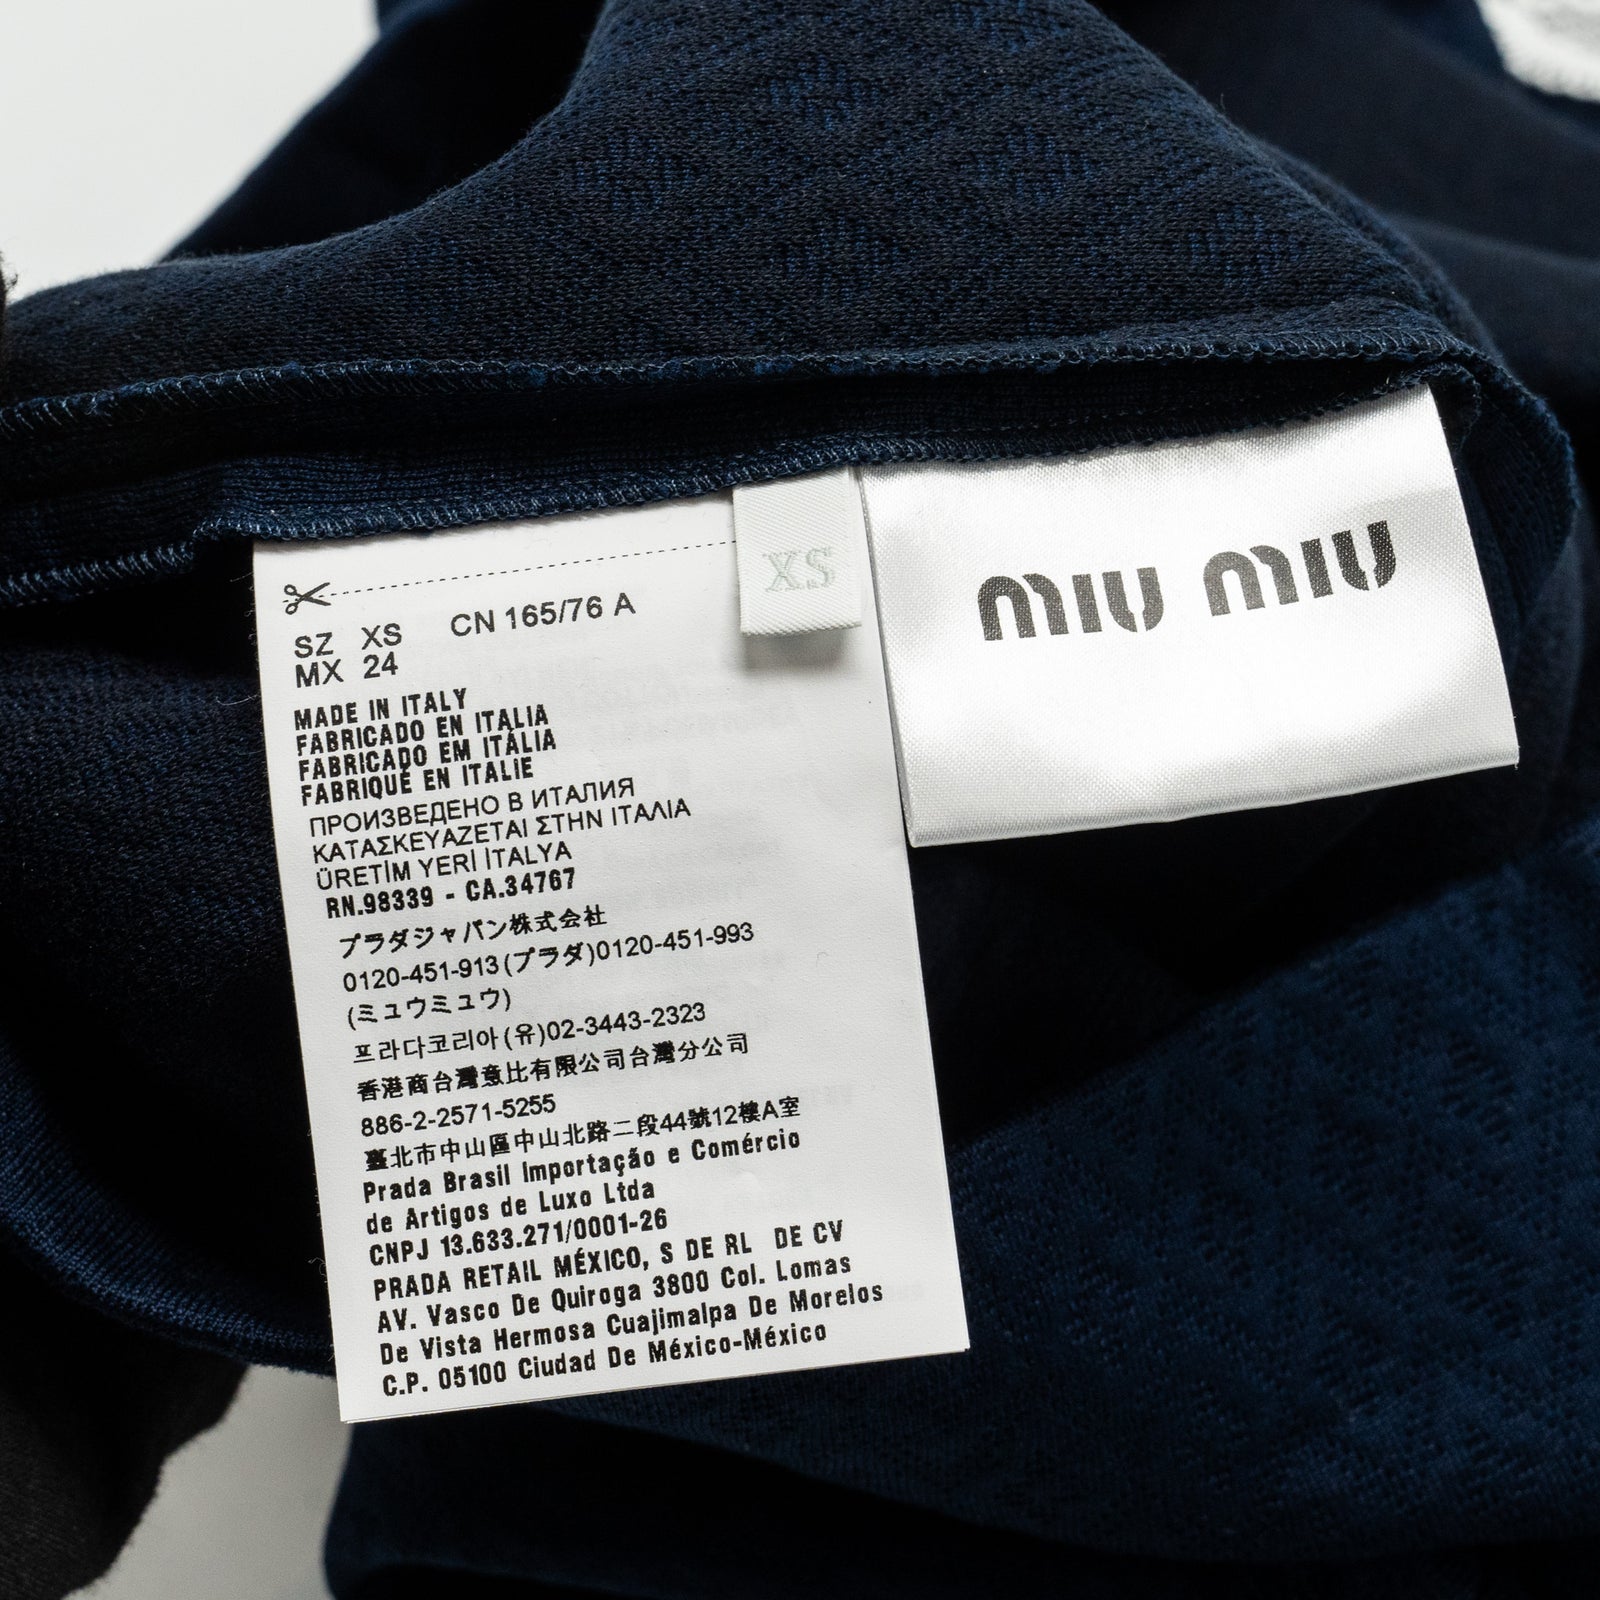 miu miu
XS
SZ XS CN 165/76 A
MX 24
MADE IN ITALY
FABRICADO EN ITALIA
FABRICADO EM ITÁLIA
FABRIQUÉ EN ITALIE
ПРОИЗВЕДЕНО В ИТАЛИЯ
ΚΑΤΑΣΚΕΥΑΖΕΤΑΙ ΣΤΗΝ ΙΤΑΛΙΑ
ÜRETİM YERİ İTALYA
RN.98339 - CA.34767
プラダジャパン株式会社
0120-451-913(プラダ)0120-451-993
(ミュウミュウ)
프라다코리아(유)02-3443-2323
香港商台灣意比有限公司台灣分公司
886-2-2571-5255
臺北市中山區中山北路二段44號12樓A室
Prada Brasil Importação e Comércio
de Artigos de Luxo Ltda
CNPJ 13.633.271/0001-26
PRADA RETAIL MÉXICO, S DE RL DE CV
AV. Vasco De Quiroga 3800 Col. Lomas
De Vista Hermosa Cuajimalpa De Morelos
C.P. 05100 Ciudad De México-México